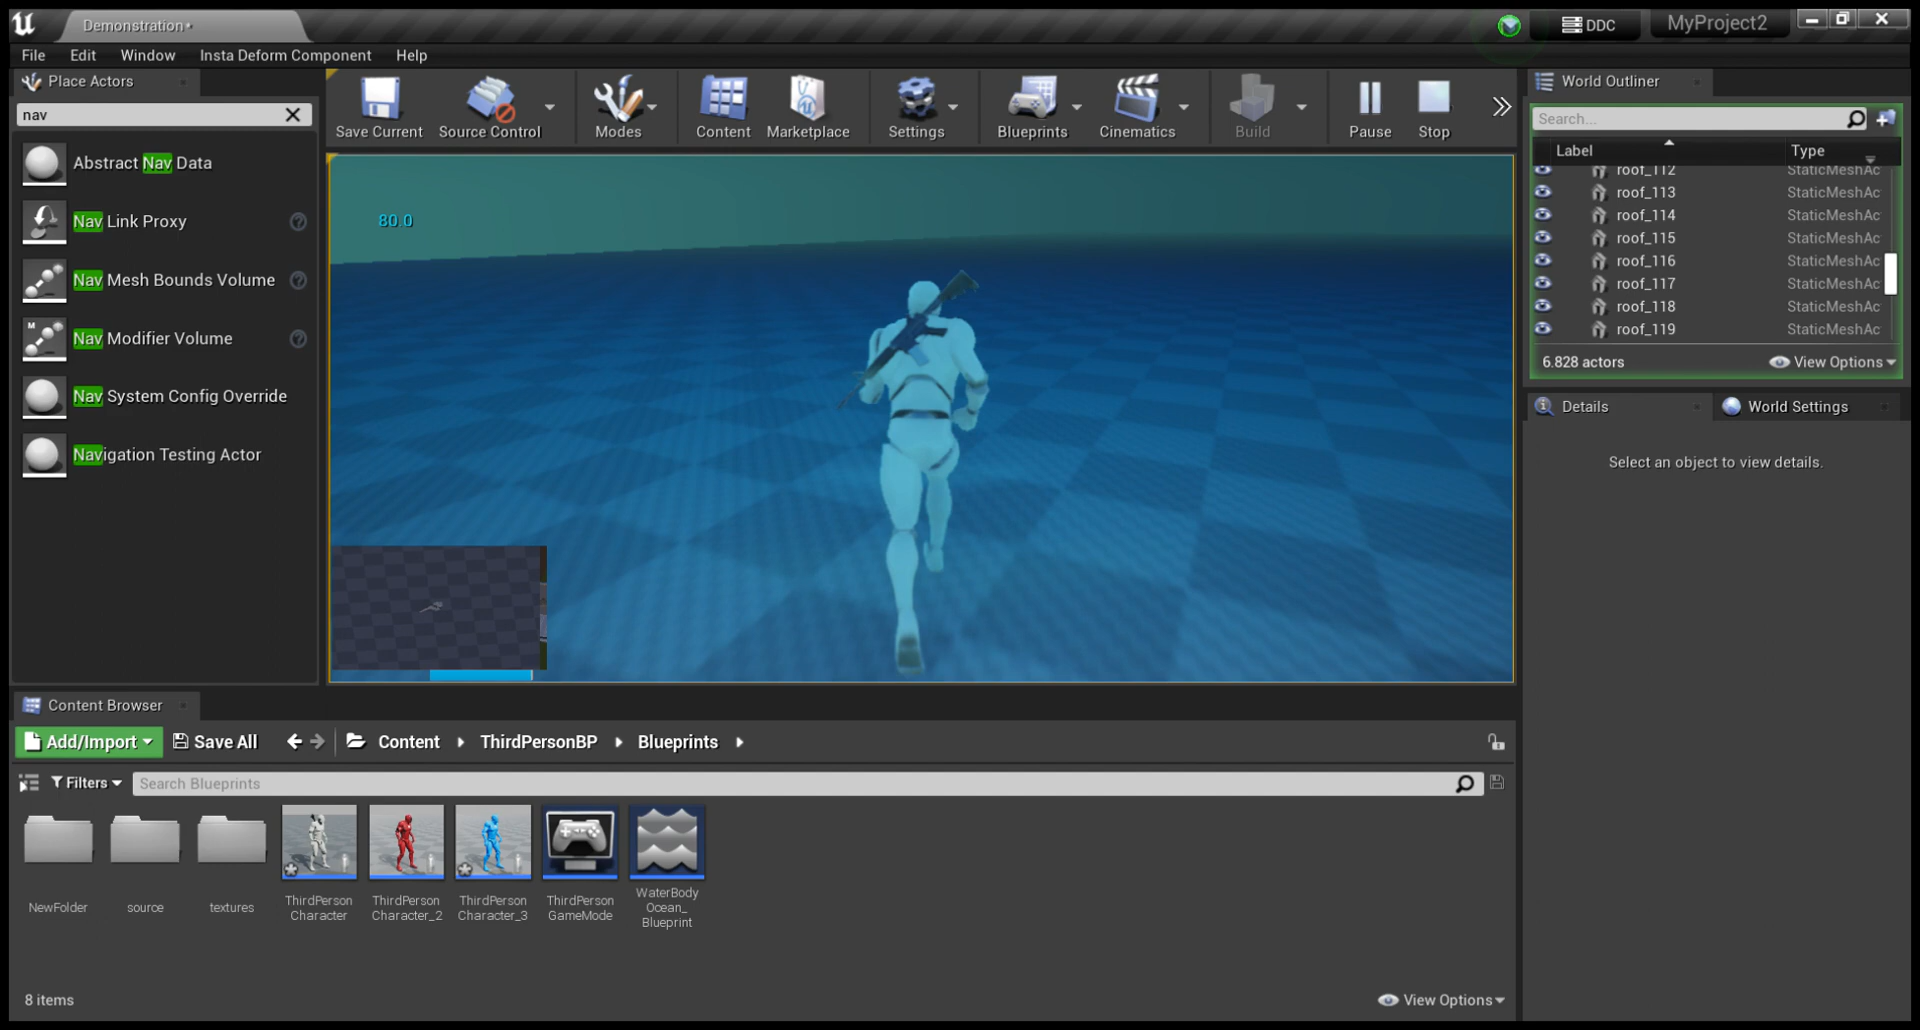 Demonstration*
DDC
MyProject2
File Edit Window Insta Deform Component Help
Place Actors
nav
Abstract Nav Data
Nav Link Proxy
Nav Mesh Bounds Volume
Nav Modifier Volume
Nav System Config Override
Navigation Testing Actor
Save Current
Source Control
Modes
Content
Marketplace
Settings
Blueprints
Cinematics
Build
Pause
Stop
80.0
World Outliner
Search...
Label Type
roof_112 StaticMeshAc
roof_113 StaticMeshAc
roof_114 StaticMeshAc
roof_115 StaticMeshAc
roof_116 StaticMeshAc
roof_117 StaticMeshAc
roof_118 StaticMeshAc
roof_119 StaticMeshAc
6.828 actors View Options
Details
World Settings
Select an object to view details.
Content Browser
Add/Import Save All Content ThirdPersonBP Blueprints
Filters Search Blueprints
NewFolder
source
textures
ThirdPerson
Character
ThirdPerson
Character_2
ThirdPerson
Character_3
ThirdPerson
GameMode
WaterBody
Ocean_
Blueprint
8 items View Options